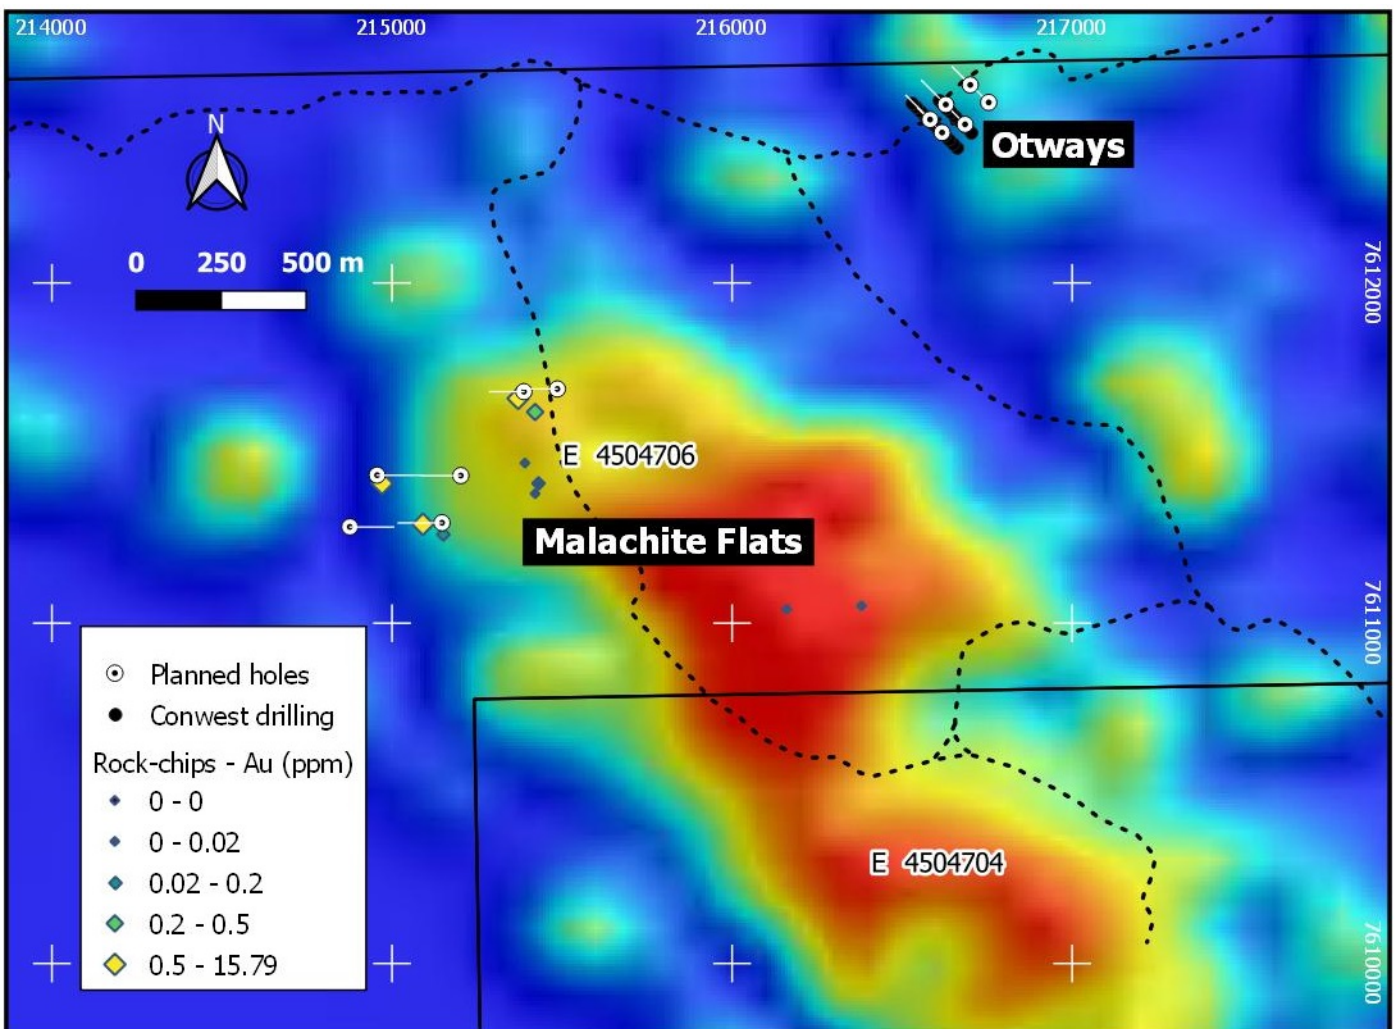 214000 215000 216000 217000
N
Otways
0 250 500 m
7612000
E 4504706
Malachite Flats
7611000
Planned holes
Conwest drilling
Rock-chips - Au (ppm)
0 - 0
0 - 0.02
0.02 - 0.2
0.2 - 0.5
0.5 - 15.79
E 4504704
7610000